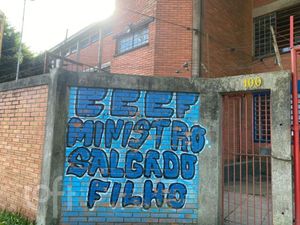 100
EEEF
MINISTRO
SALGADO
FILHO